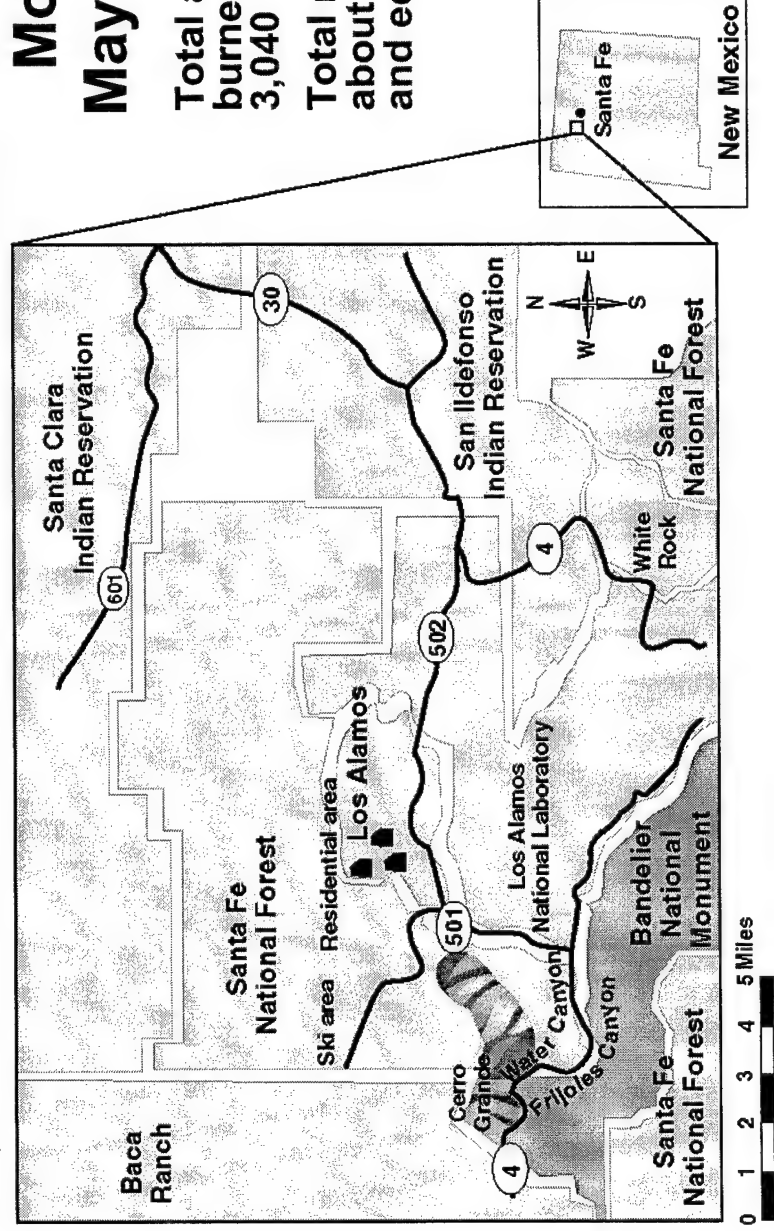 Mo
May
Total a
burne
3,040
Total
about
and e
Baca
Ranch
Santa Clara
Indian Reservation
601
30
Santa Fe
National Forest
Ski area
Residential area
Los Alamos
502
San Ildefonso
Indian Reservation
501
4
Los Alamos
National Laboratory
White
Rock
Cerro
Grande
Water Canyon
Frijoles Canyon
4
Bandelier
National
Monument
Santa Fe
National Forest
Santa Fe
National Forest
N
W
E
S
0 1 2 3 4 5 Miles
Santa Fe
New Mexico